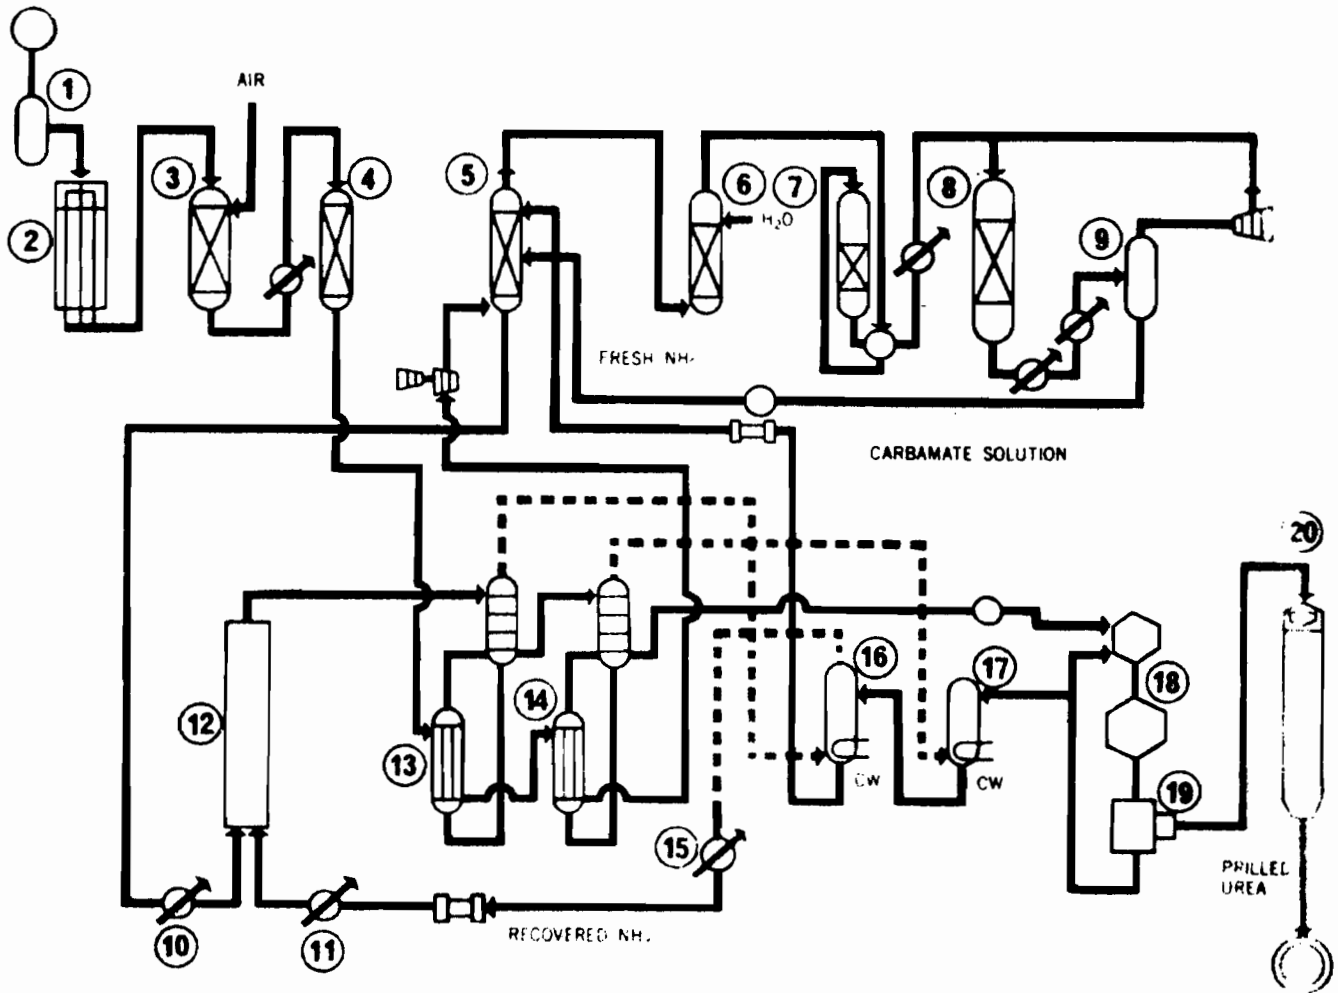 1
AIR
3
4
5
6
7
8
2
H₂O
9
FRESH NH₃
CARBAMATE SOLUTION
20
16
17
18
14
12
13
CW
CW
19
15
PRILLED
UREA
RECOVERED NH₃
10
11